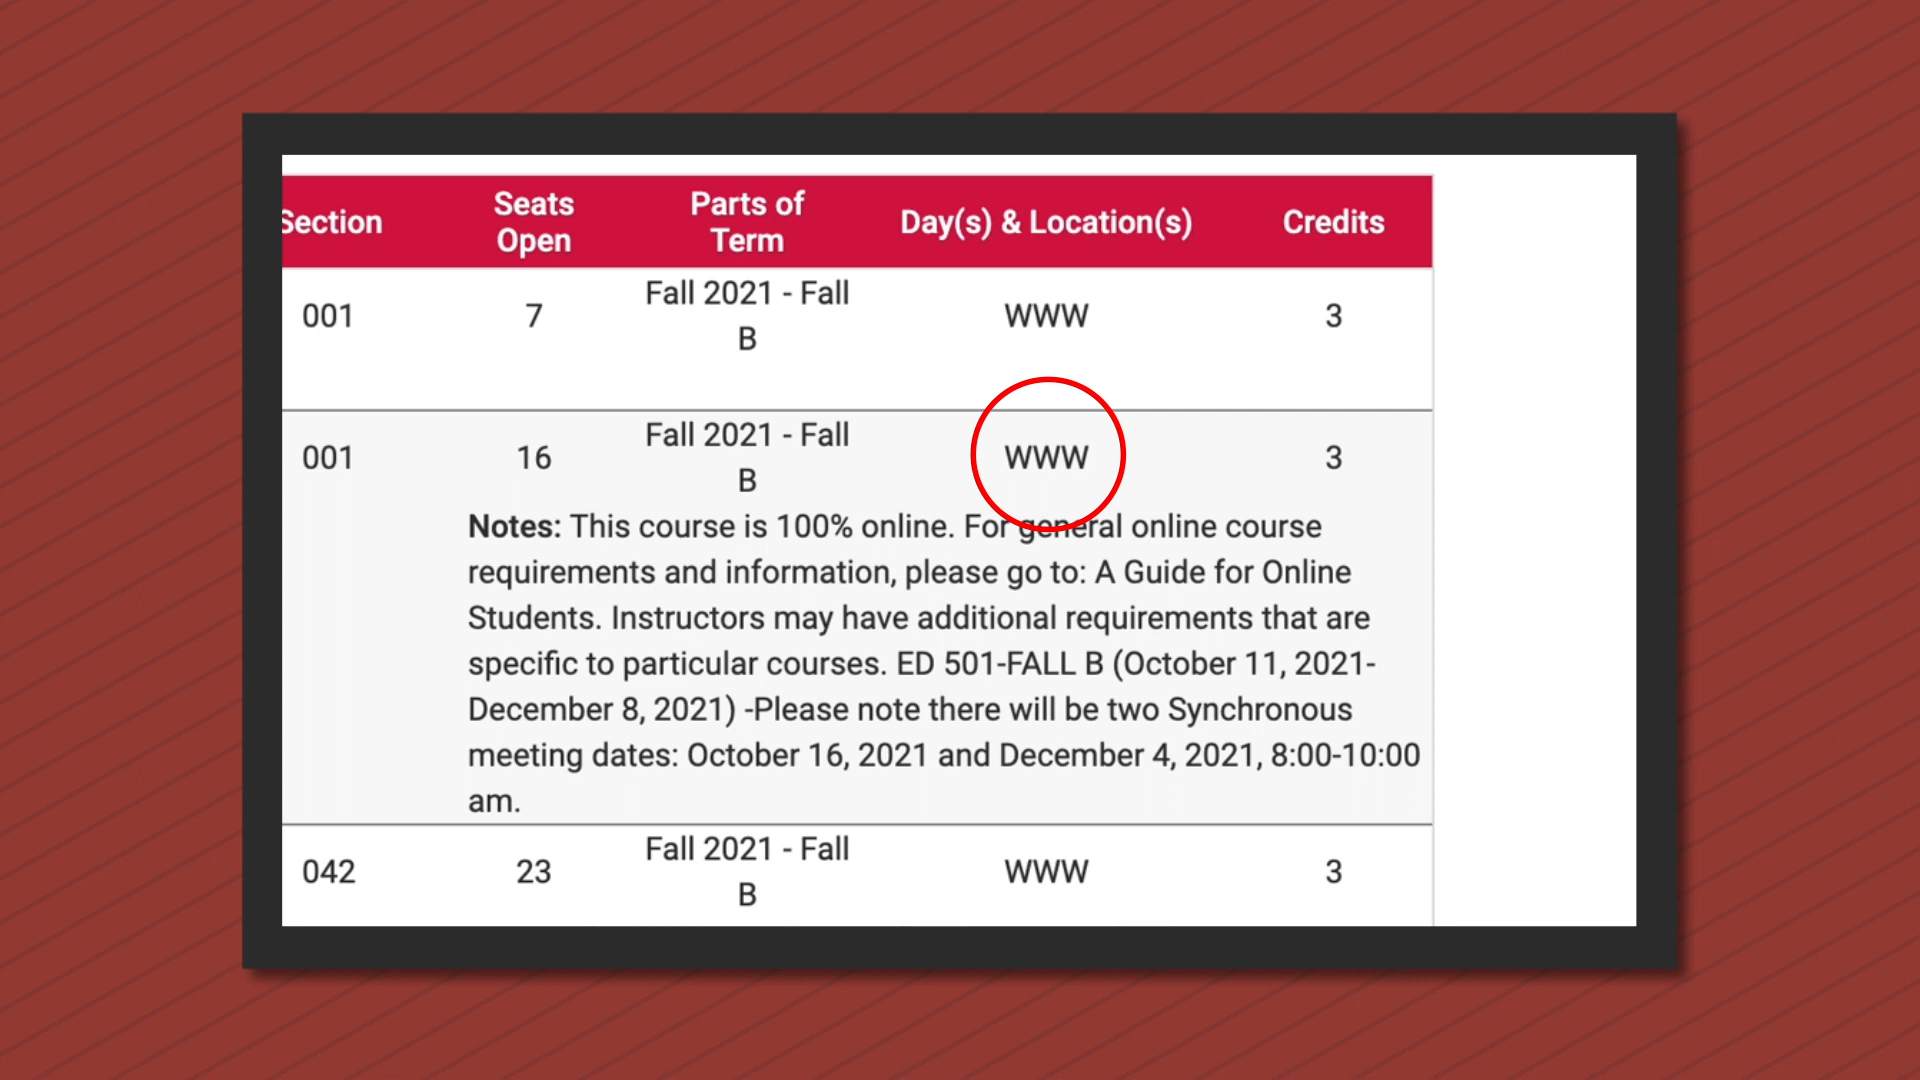 Section Seats Open Parts of Term Day(s) & Location(s) Credits
001 7 Fall 2021 - Fall B WWW 3
001 16 Fall 2021 - Fall B WWW 3
Notes: This course is 100% online. For general online course
requirements and information, please go to: A Guide for Online
Students. Instructors may have additional requirements that are
specific to particular courses. ED 501-FALL B (October 11, 2021-
December 8, 2021) -Please note there will be two Synchronous
meeting dates: October 16, 2021 and December 4, 2021, 8:00-10:00
am.
042 23 Fall 2021 - Fall B WWW 3